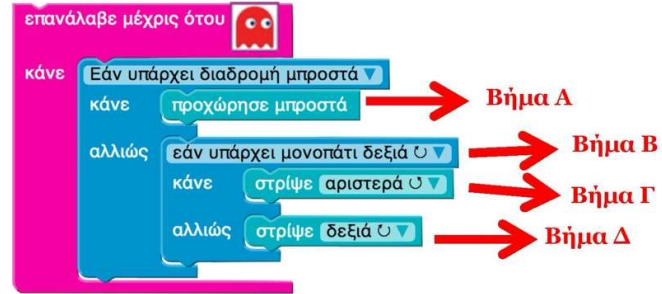 επανάλαβε μέχρις ότου
κάνε Εάν υπάρχει διαδρομή μπροστά
κάνε προχώρησε μπροστά Βήμα Α
αλλιώς εάν υπάρχει μονοπάτι δεξιά ↻ Βήμα Β
κάνε στρίψε αριστερά ↺ Βήμα Γ
αλλιώς στρίψε δεξιά ↻ Βήμα Δ